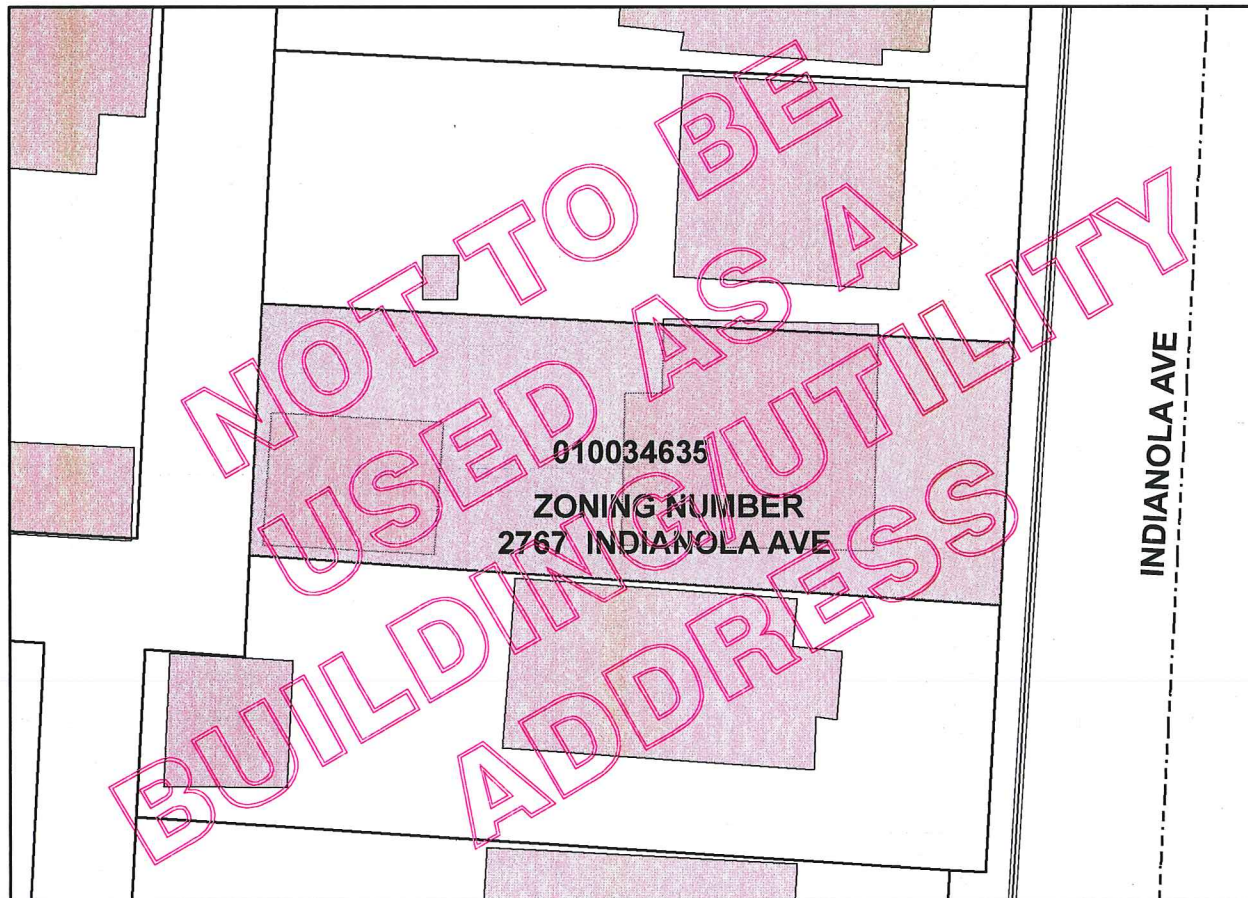 NOT TO BE
USED AS A
BUILDING/UTILITY
ADDRESS
010034635
ZONING NUMBER
2767 INDIANOLA AVE
INDIANOLA AVE